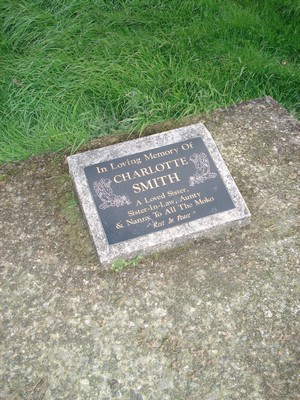 In Loving Memory Of
CHARLOTTE
SMITH
A Loved Sister,
Sister-In-Law, Aunty
& Nanny To All The Moko
"Rest In Peace"